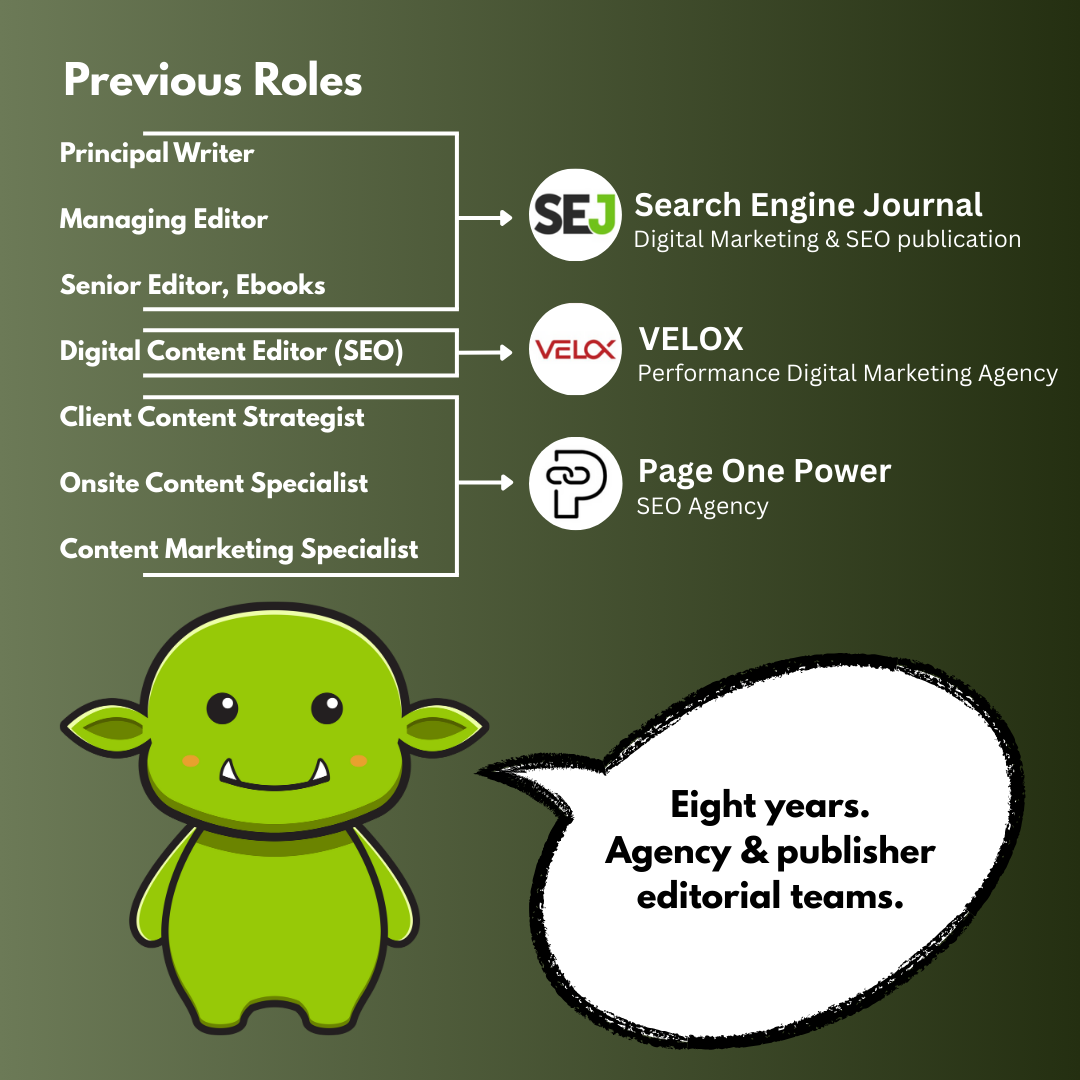 Previous Roles
Principal Writer
Managing Editor
Senior Editor, Ebooks
Digital Content Editor (SEO)
Client Content Strategist
Onsite Content Specialist
Content Marketing Specialist
SEJ
Search Engine Journal
Digital Marketing & SEO publication
VELOX
VELOX
Performance Digital Marketing Agency
P
Page One Power
SEO Agency
Eight years.
Agency & publisher
editorial teams.